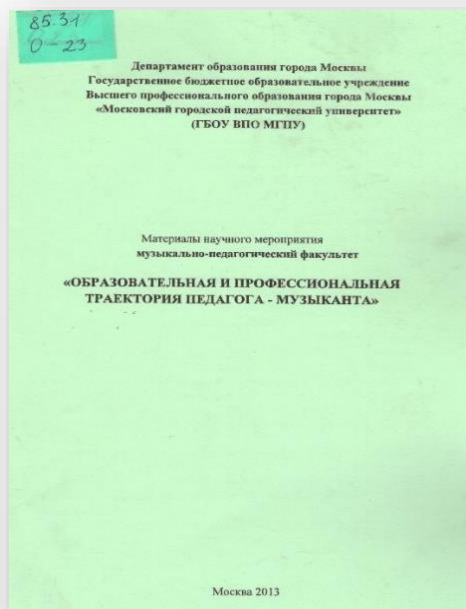 85.31
О-23
Департамент образования города Москвы
Государственное бюджетное образовательное учреждение
Высшего профессионального образования города Москвы
«Московский городской педагогический университет»
(ГБОУ ВПО МГПУ)
Материалы научного мероприятия
музыкально-педагогический факультет
«ОБРАЗОВАТЕЛЬНАЯ И ПРОФЕССИОНАЛЬНАЯ
ТРАЕКТОРИЯ ПЕДАГОГА - МУЗЫКАНТА»
Москва 2013